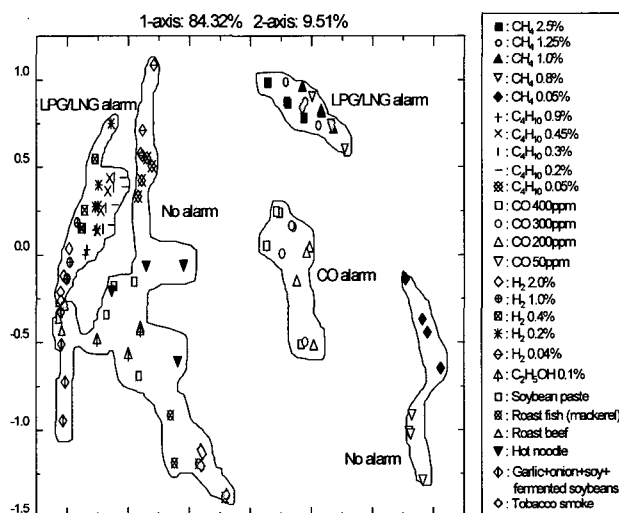 1-axis: 84.32% 2-axis: 9.51%
1.0
0.5
0.0
-0.5
-1.0
-1.5
LPG/LNG alarm
LPG/LNG alarm
No alarm
CO alarm
No alarm
: CH4 2.5%
: CH4 1.25%
: CH4 1.0%
: CH4 0.8%
: CH4 0.05%
: C4H10 0.9%
: C4H10 0.45%
: C4H10 0.3%
: C4H10 0.2%
: C4H10 0.05%
: CO 400ppm
: CO 300ppm
: CO 200ppm
: CO 50ppm
: H2 2.0%
: H2 1.0%
: H2 0.4%
: H2 0.2%
: H2 0.04%
: C2H5OH 0.1%
: Soybean paste
: Roast fish (mackerel)
: Roast beef
: Hot noodle
: Garlic+onion+soy+
fermented soybeans
: Tobacco smoke